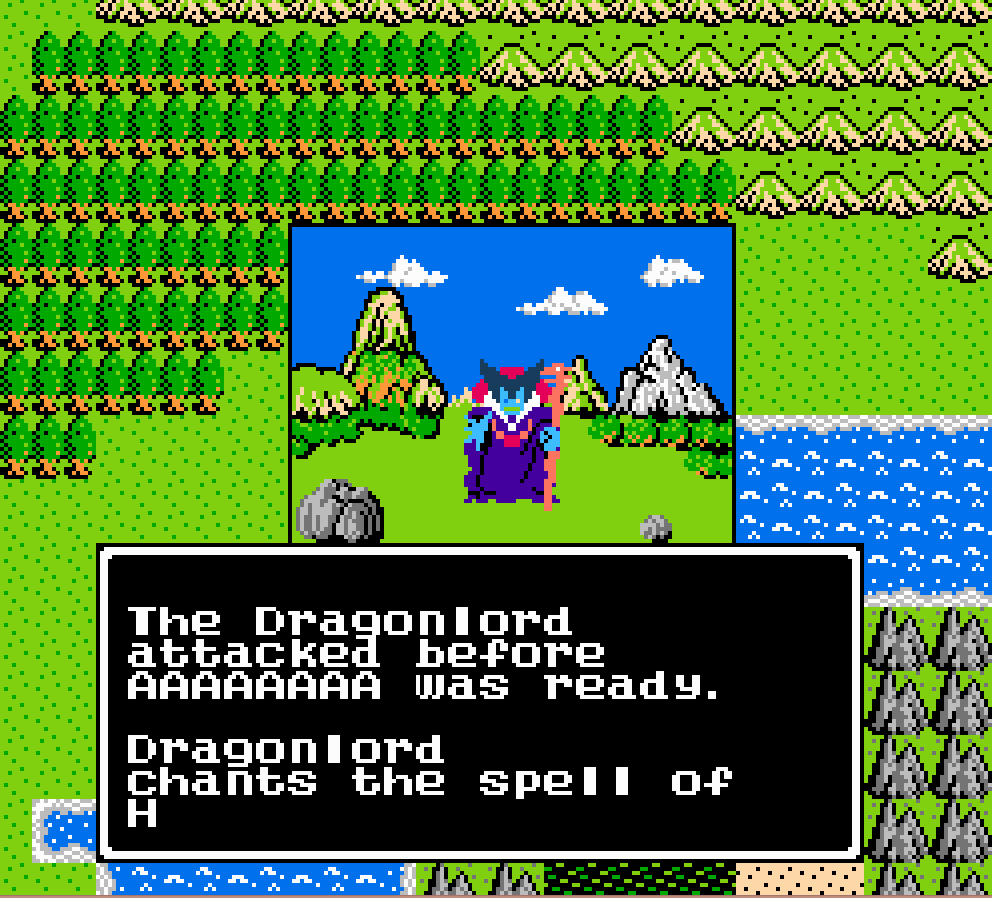 The Dragonlord
attacked before
AAAAAAAA was ready.
Dragonlord
chants the spell of
H